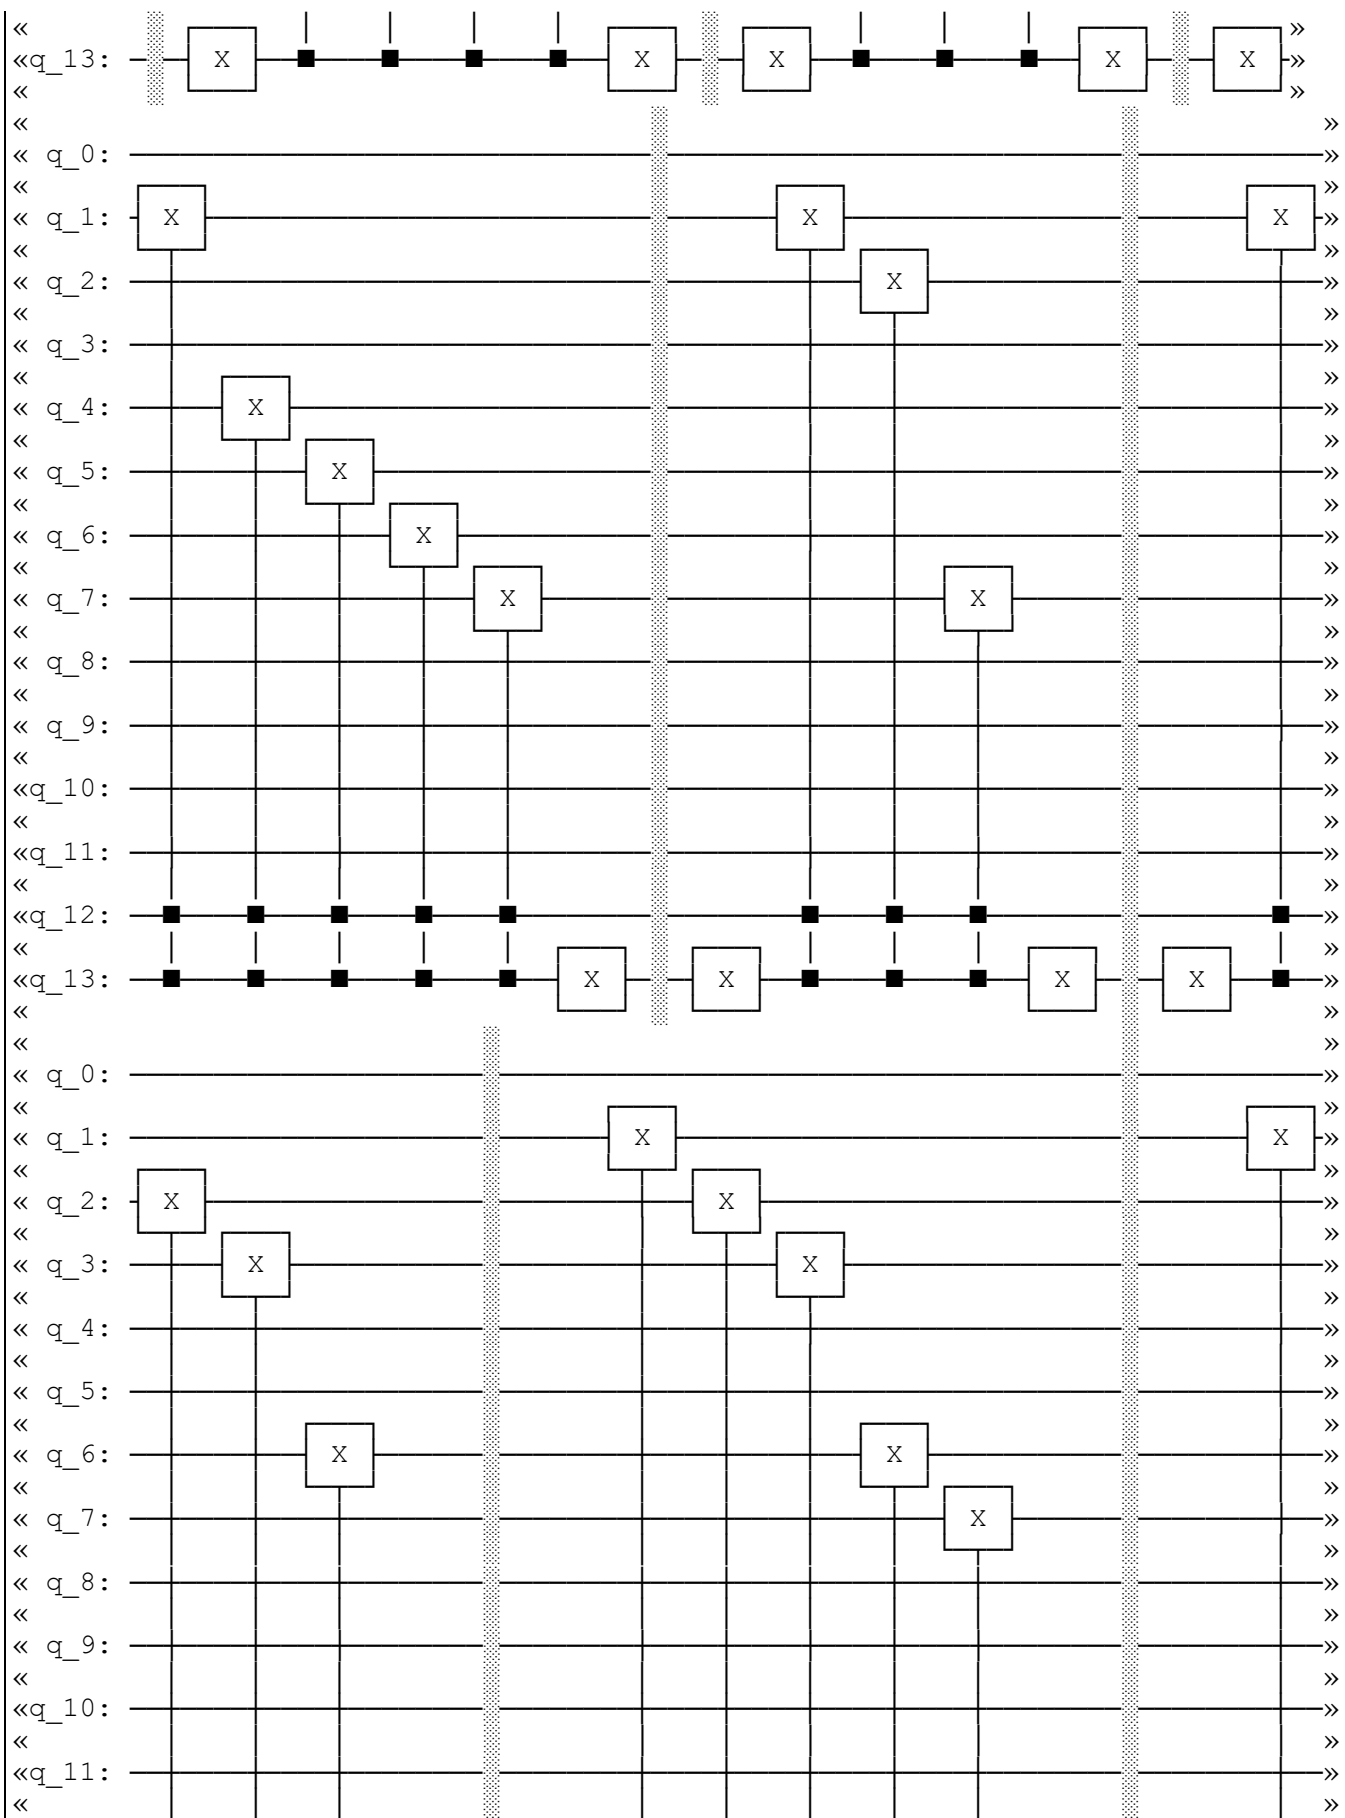 « »
«q_13: X X X X X »
« »
« »
« q_0: »
« »
« q_1: X X X »
« »
« q_2: X »
« »
« q_3: »
« »
« q_4: X »
« »
« q_5: X »
« »
« q_6: X »
« »
« q_7: X X »
« »
« q_8: »
« »
« q_9: »
« »
«q_10: »
« »
«q_11: »
« »
«q_12: »
« »
«q_13: X X X X »
« »
« »
« q_0: »
« »
« q_1: X X »
« »
« q_2: X X »
« »
« q_3: X X »
« »
« q_4: »
« »
« q_5: »
« »
« q_6: X X »
« »
« q_7: X »
« »
« q_8: »
« »
« q_9: »
« »
«q_10: »
« »
«q_11: »
« »